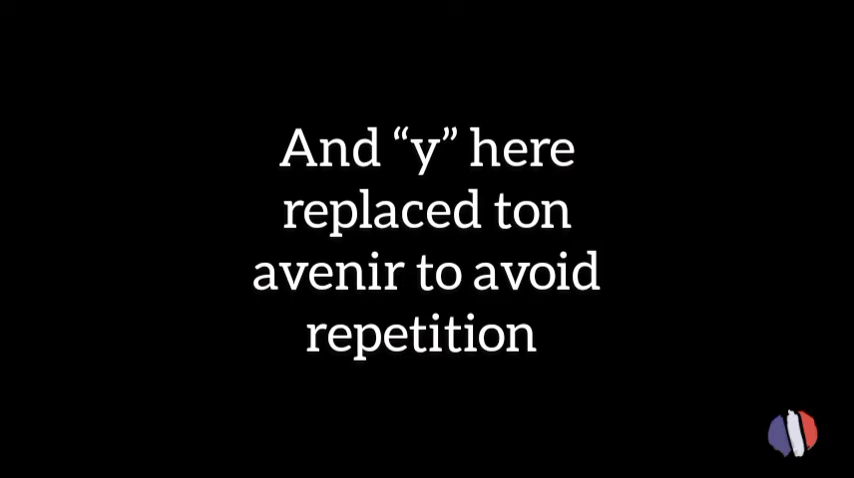 And “y” here
replaced ton
avenir to avoid
repetition